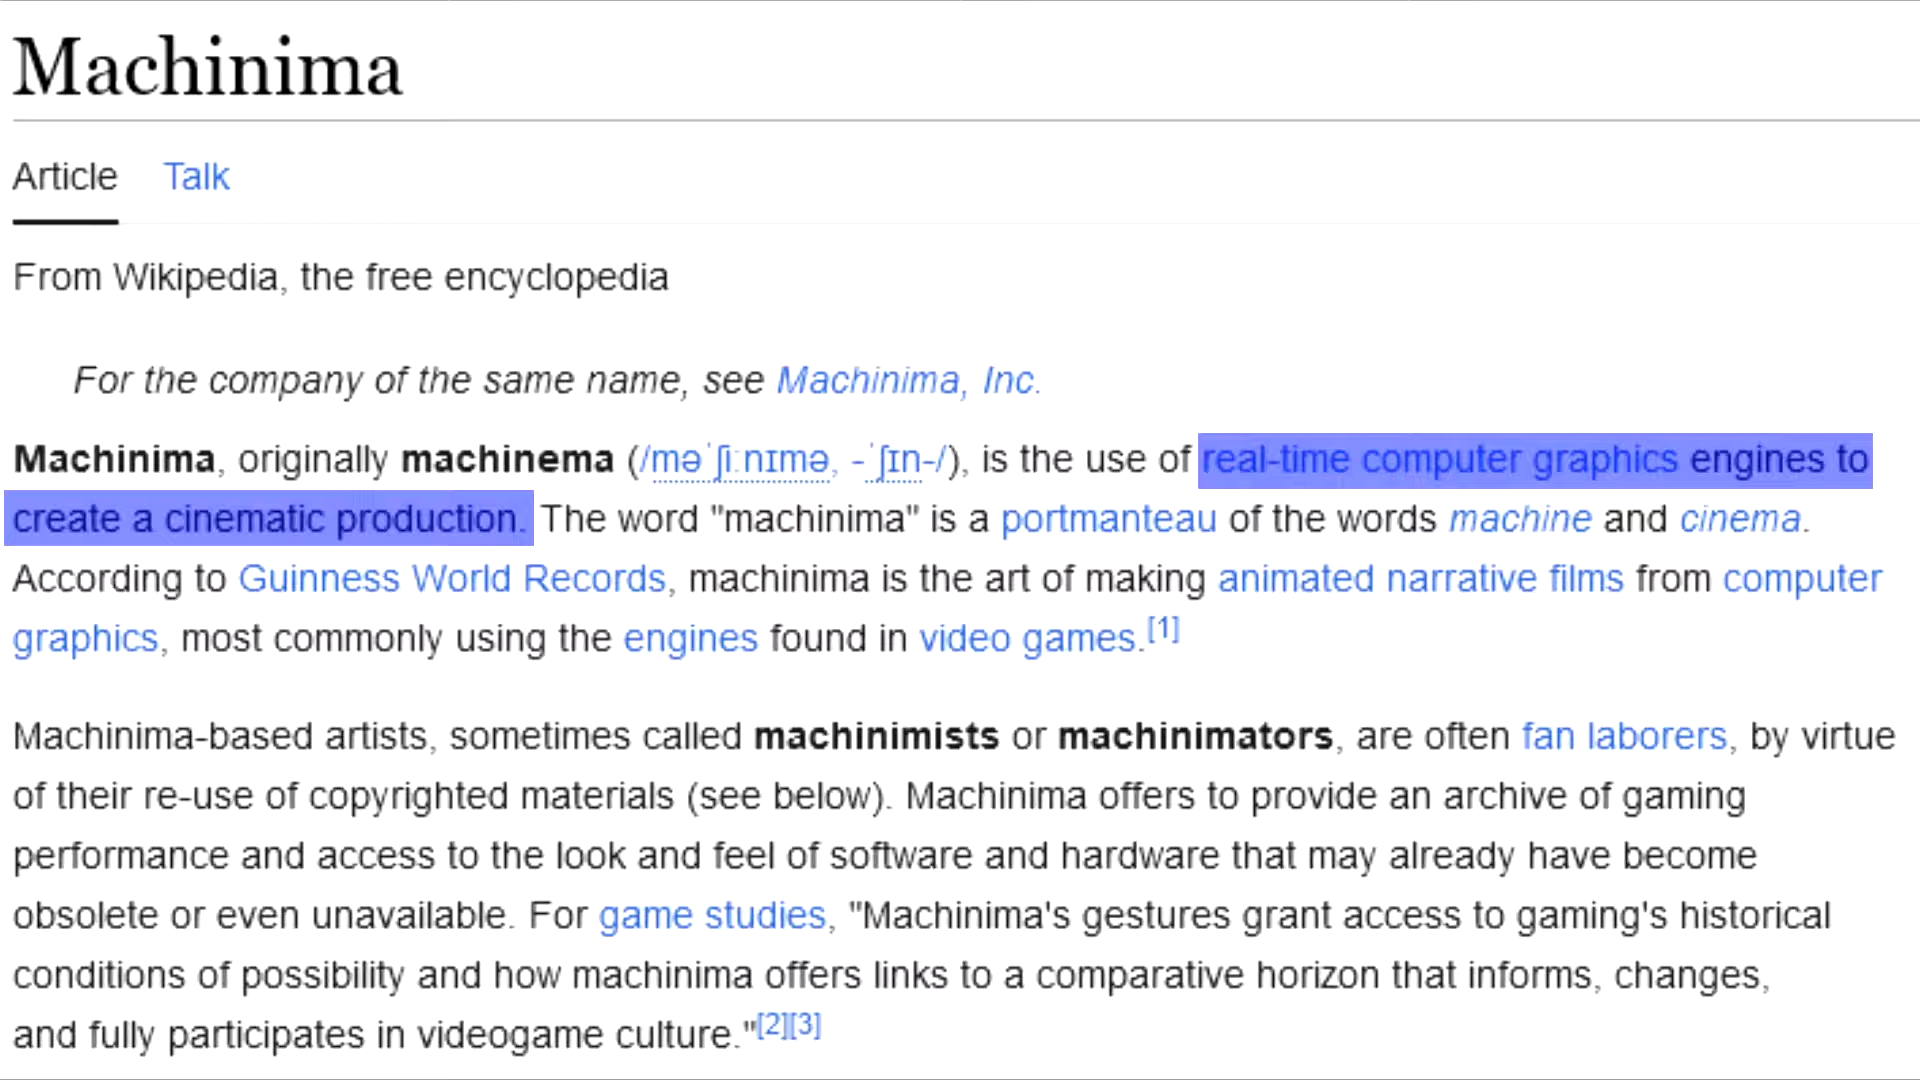 Machinima
Article Talk
From Wikipedia, the free encyclopedia
For the company of the same name, see Machinima, Inc.
Machinima, originally machinema (/məˈʃiːnɪmə, -ˈʃɪn-/), is the use of real-time computer graphics engines to
create a cinematic production. The word "machinima" is a portmanteau of the words machine and cinema.
According to Guinness World Records, machinima is the art of making animated narrative films from computer
graphics, most commonly using the engines found in video games.[1]
Machinima-based artists, sometimes called machinimists or machinimators, are often fan laborers, by virtue
of their re-use of copyrighted materials (see below). Machinima offers to provide an archive of gaming
performance and access to the look and feel of software and hardware that may already have become
obsolete or even unavailable. For game studies, "Machinima's gestures grant access to gaming's historical
conditions of possibility and how machinima offers links to a comparative horizon that informs, changes,
and fully participates in videogame culture."[2][3]